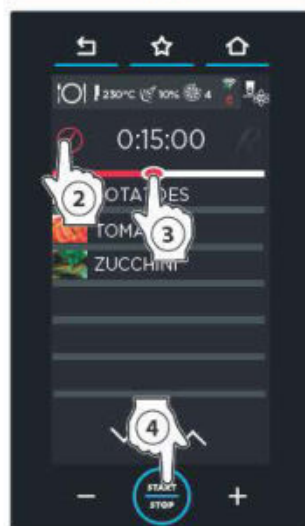 230°C 10% 4
0:15:00
2
OTATOES
3
TOMA
ZUCCHINI
4
START
STOP